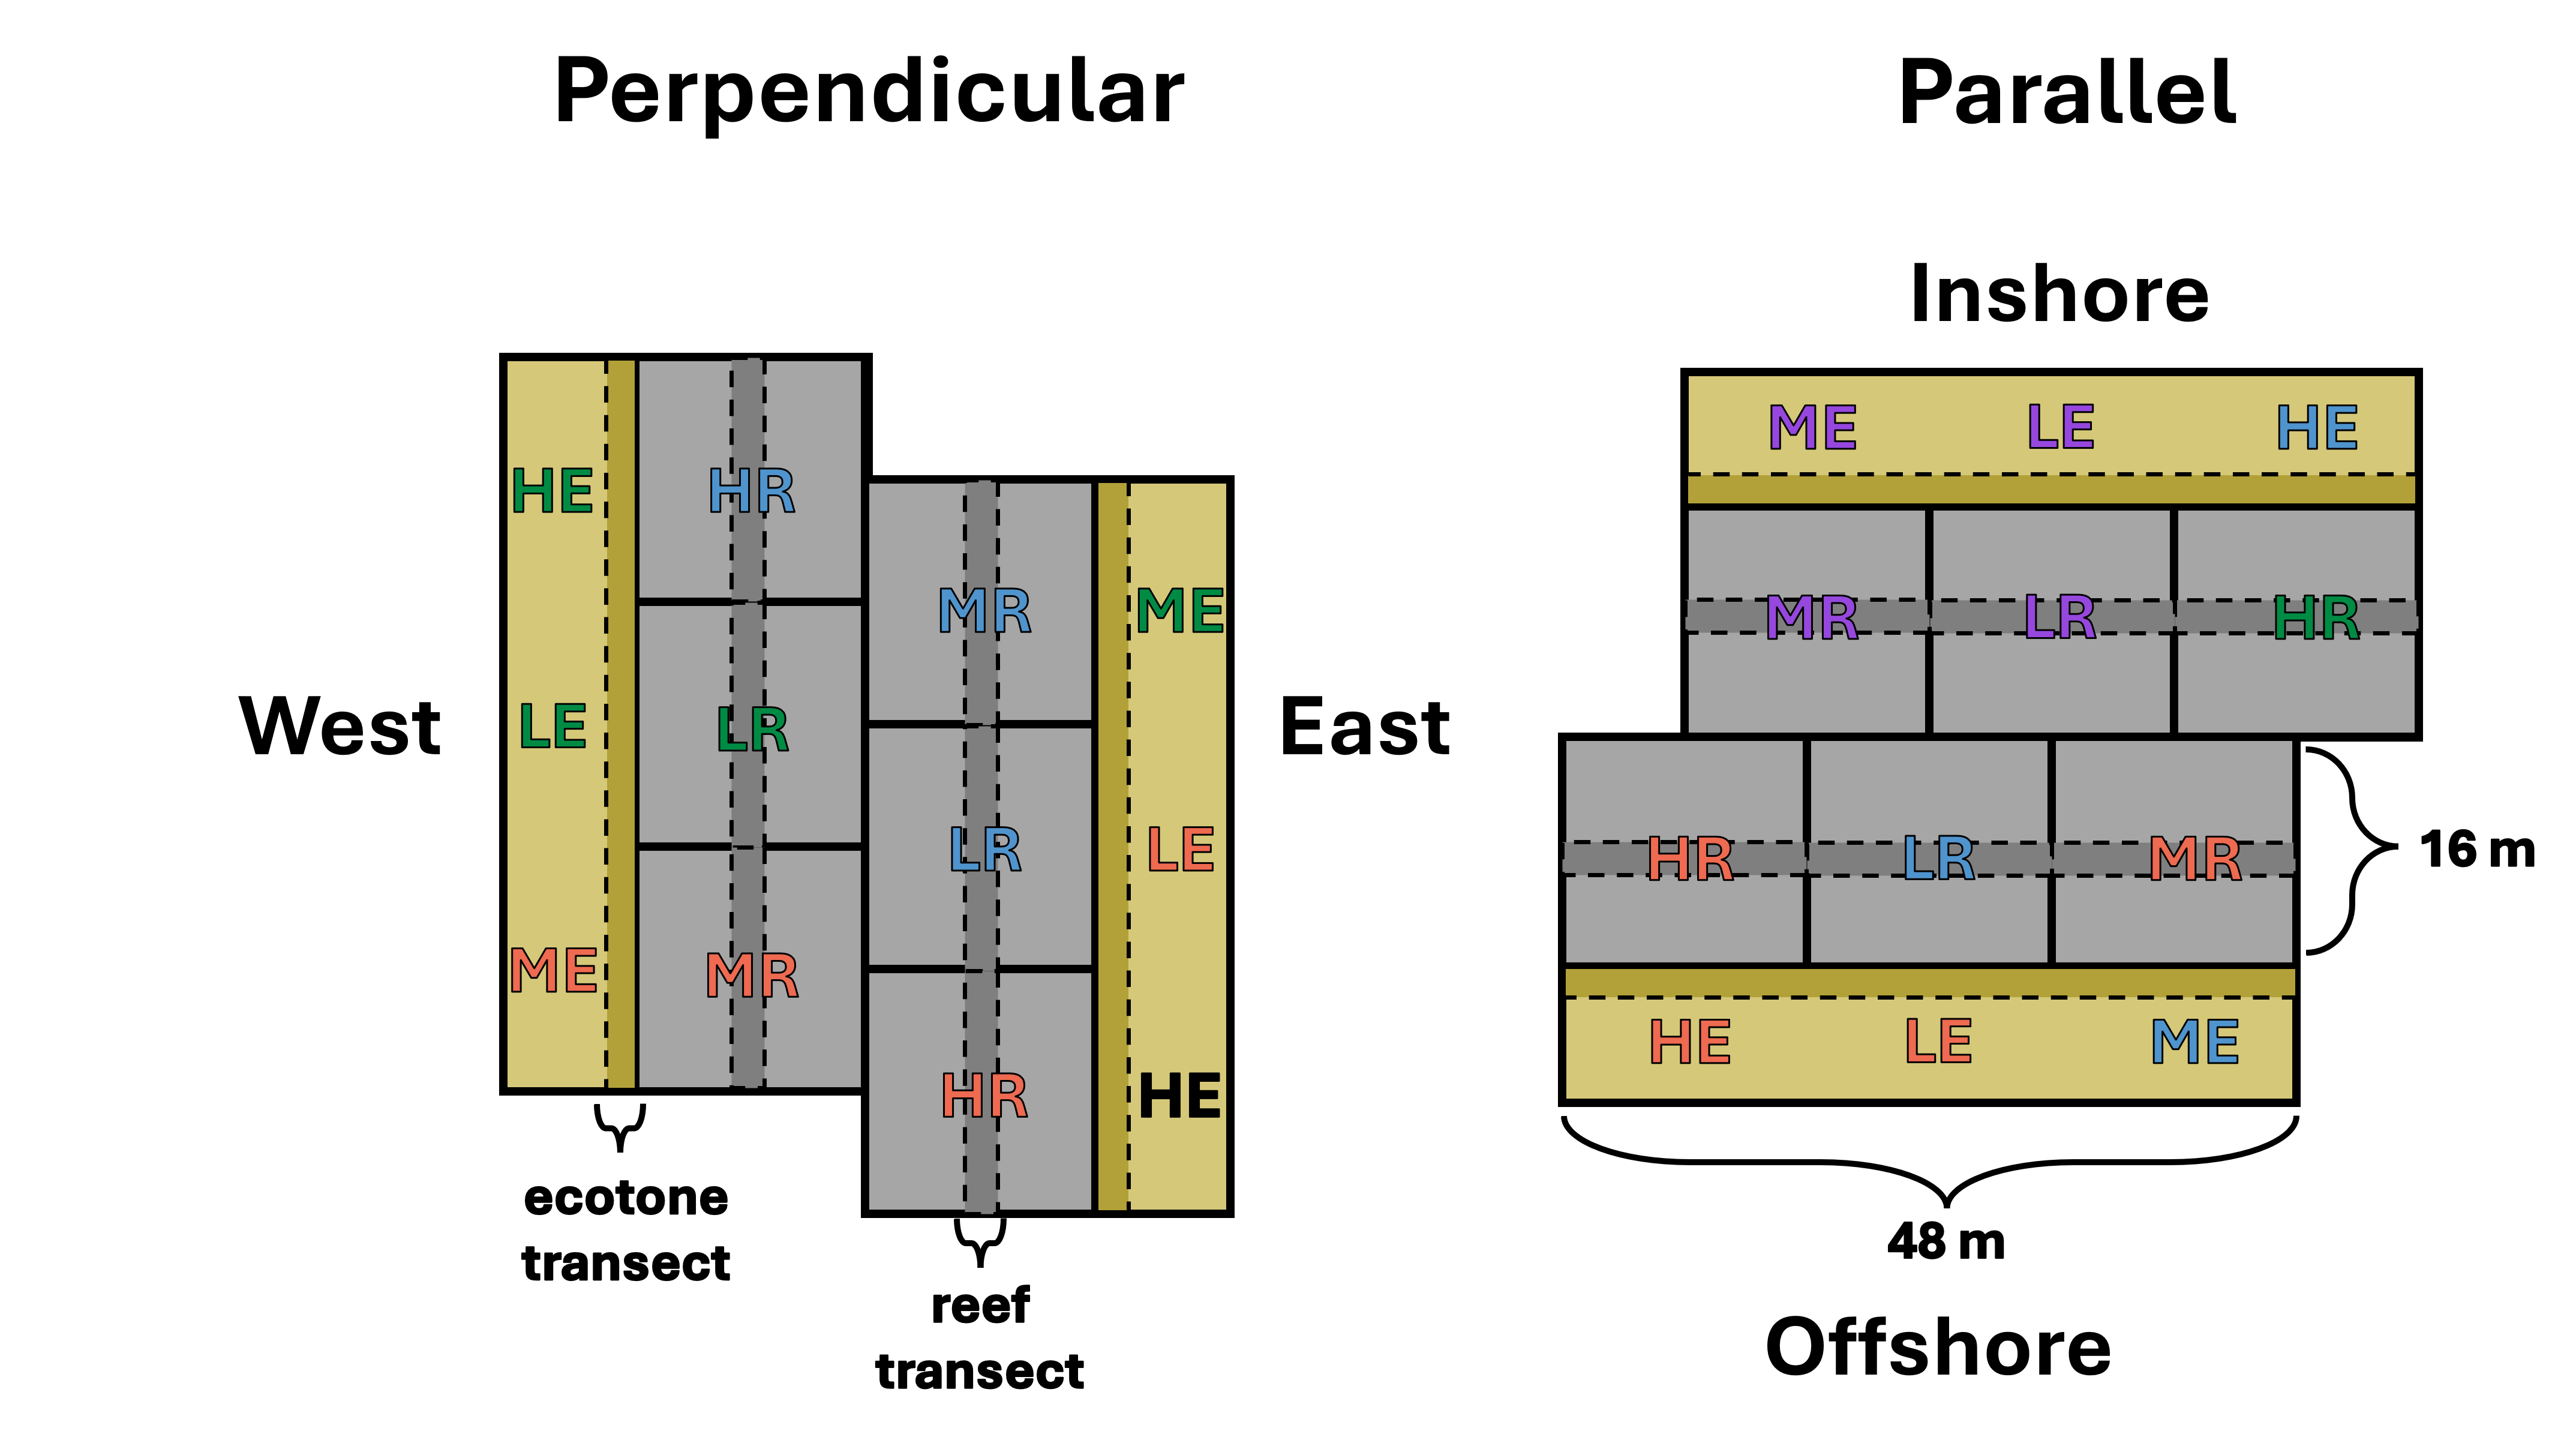 Perpendicular
Parallel
Inshore
West
East
HE
HR
LE
LR
ME
MR
MR
ME
LR
LE
HR
HE
ecotone
transect
reef
transect
ME LE HE
MR LR HR
HR LR MR
HE LE ME
16 m
48 m
Offshore